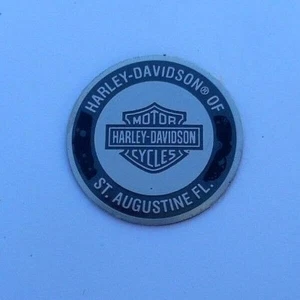 HARLEY-DAVIDSON® OF
MOTOR
HARLEY-DAVIDSON
CYCLES
ST. AUGUSTINE FL.